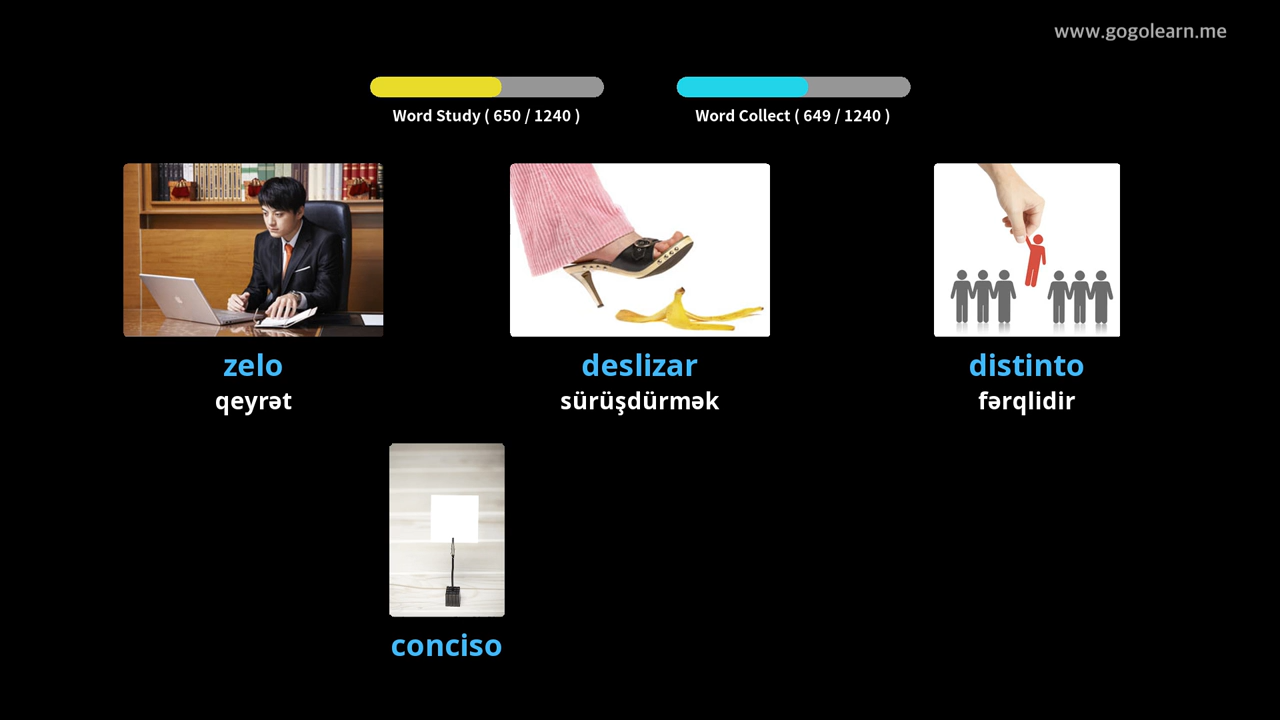 www.gogolearn.me
Word Study ( 650 / 1240 )
Word Collect ( 649 / 1240 )
zelo
qeyrət
deslizar
sürüşdürmək
distinto
fərqlidir
conciso